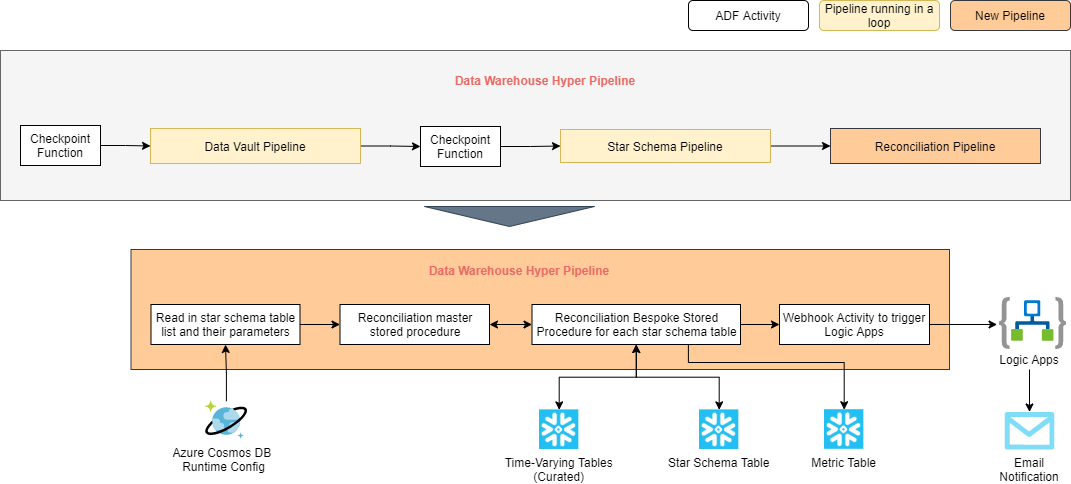 ADF Activity
Pipeline running in a
loop
New Pipeline
Data Warehouse Hyper Pipeline
Checkpoint
Function
Data Vault Pipeline
Checkpoint
Function
Star Schema Pipeline
Reconciliation Pipeline
Data Warehouse Hyper Pipeline
Read in star schema table
list and their parameters
Reconciliation master
stored procedure
Reconciliation Bespoke Stored
Procedure for each star schema table
Webhook Activity to trigger
Logic Apps
Logic Apps
Azure Cosmos DB
Runtime Config
Time-Varying Tables
(Curated)
Star Schema Table
Metric Table
Email
Notification